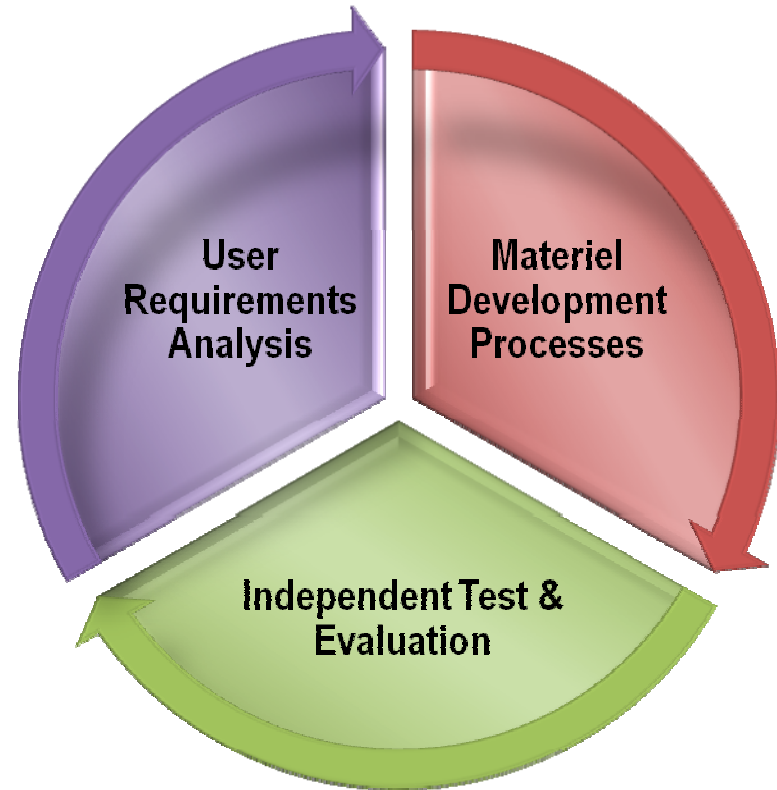 User
Requirements
Analysis
Materiel
Development
Processes
Independent Test &
Evaluation